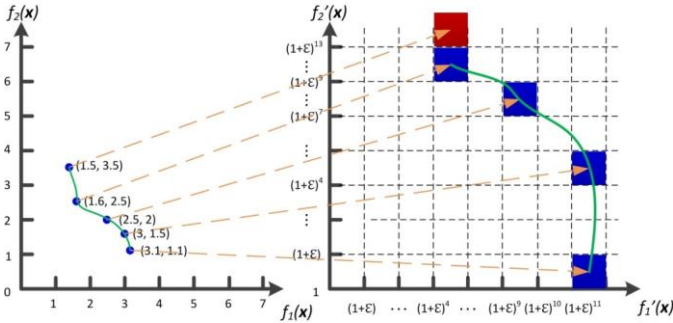 f₂(x)
7
6
5
4
3
2
1
0
(1.5, 3.5)
(1.6, 2.5)
(2.5, 2)
(3, 1.5)
(3.1, 1.1)
1 2 3 4 5 6 7
f₁(x)
f₂'(x)
(1+ε)¹³
⋮
(1+ε)⁹
(1+ε)⁷
(1+ε)⁴
⋮
(1+ε)
1
(1+ε) ⋯ (1+ε)⁴ ⋯ (1+ε)⁹ (1+ε)¹⁰ (1+ε)¹¹
f₁'(x)